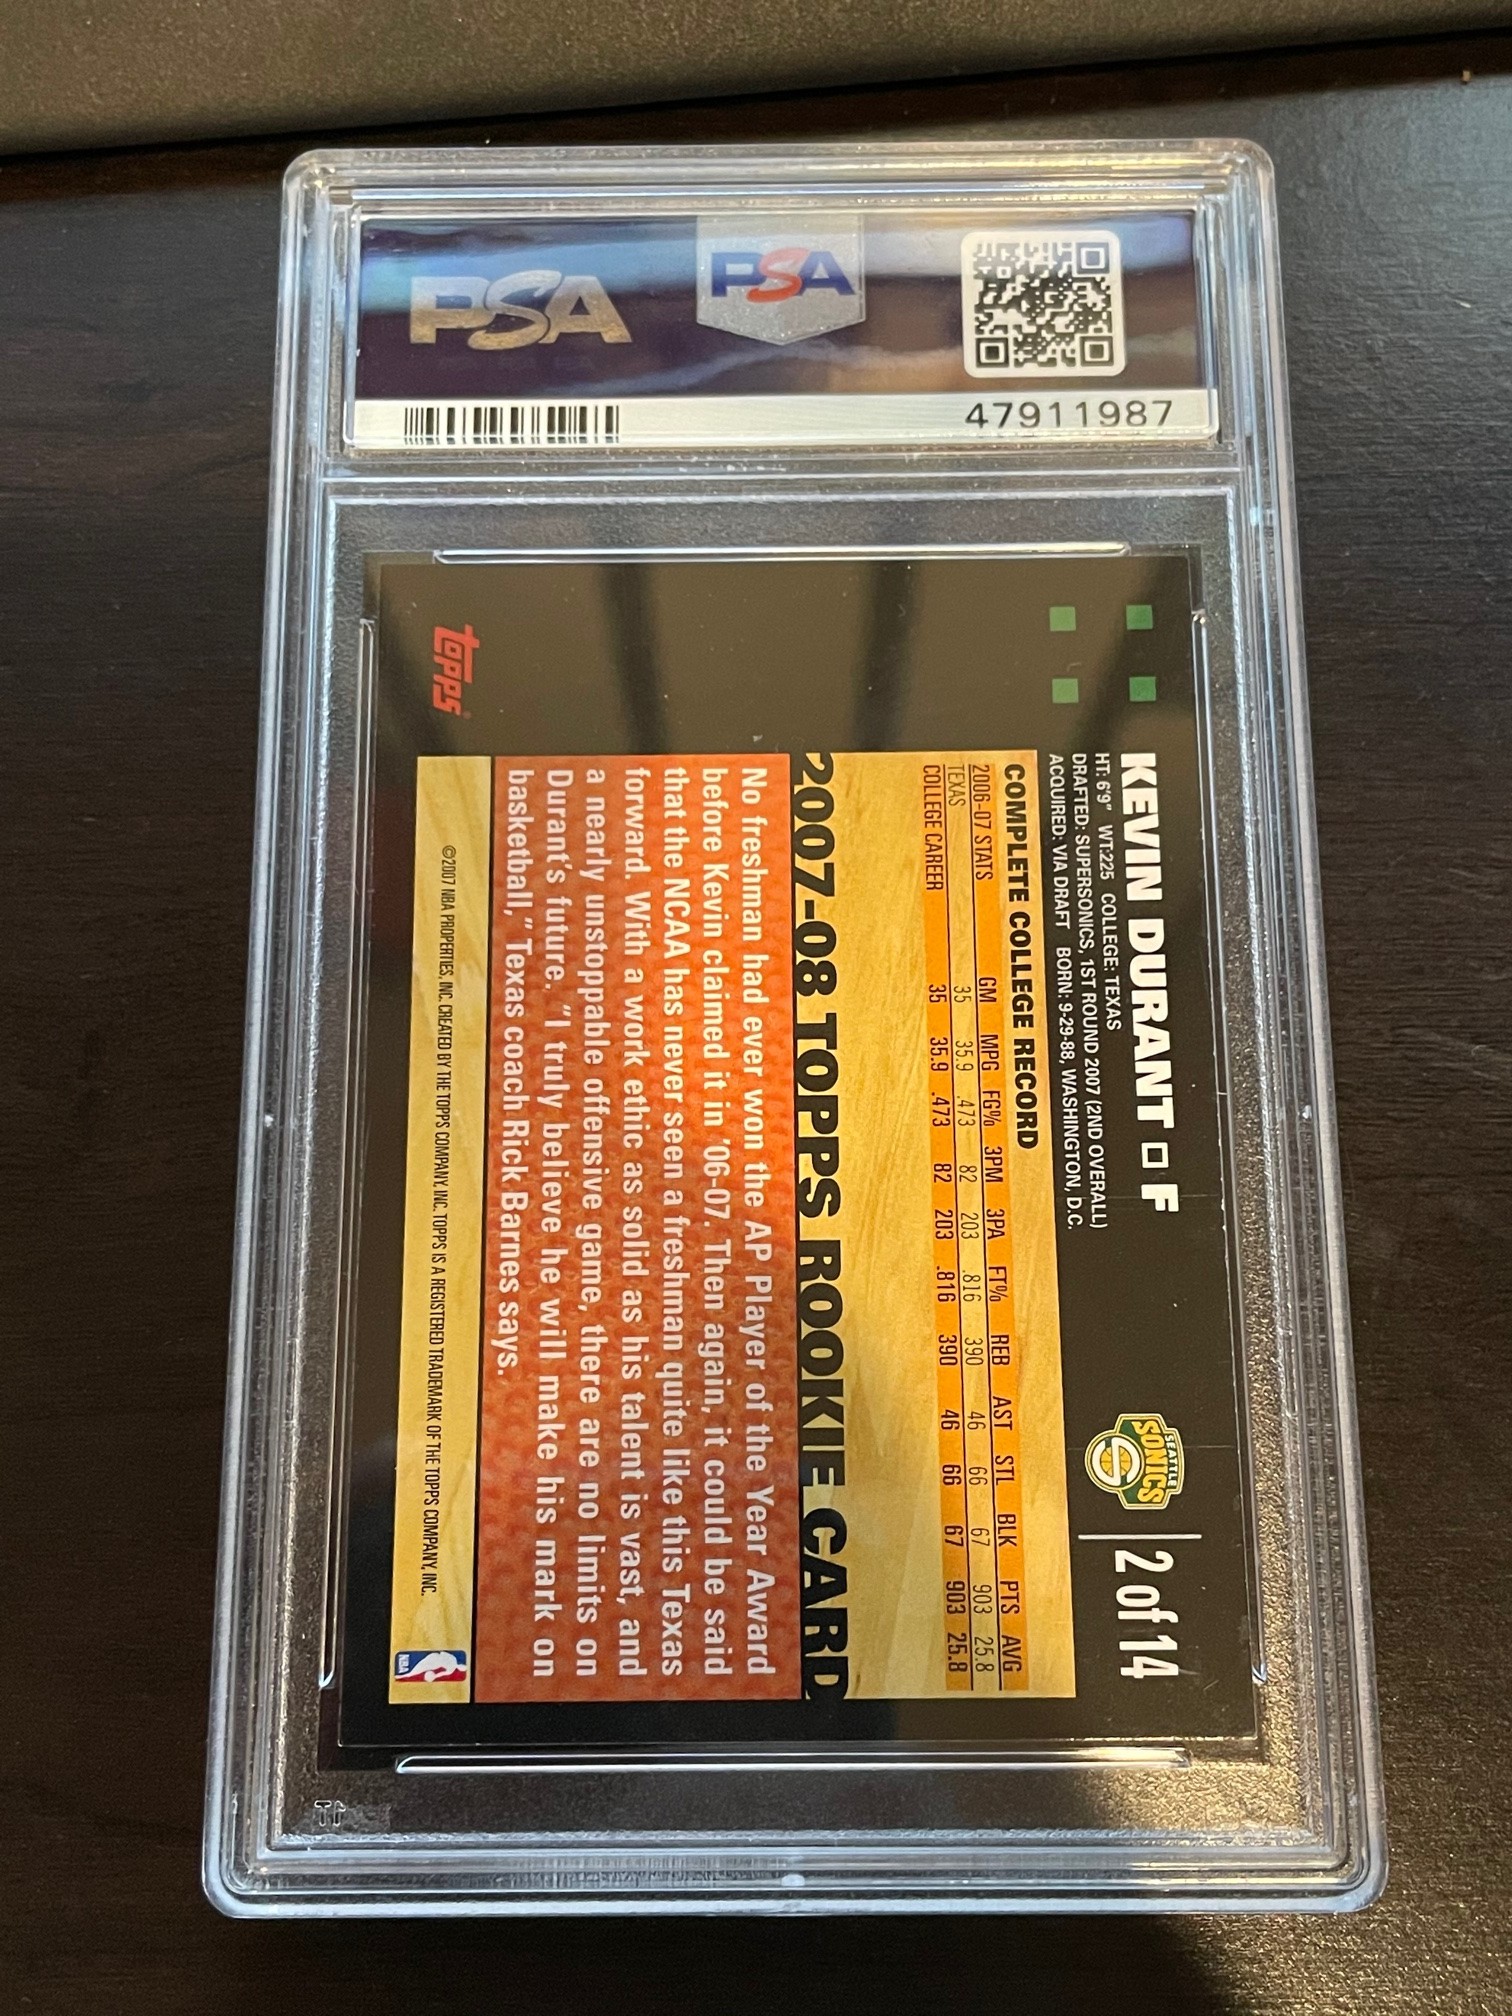 PSA
PSA
47911987
KEVIN DURANT F
HT: 6'9" WT:225 COLLEGE: TEXAS
DRAFTED: SUPERSONICS, 1ST ROUND 2007 (2ND OVERALL)
ACQUIRED: VIA DRAFT BORN: 9-29-88, WASHINGTON, D.C.
SEATTLE
SONICS
2 of 14
COMPLETE COLLEGE RECORD
2006-07 STATS GM MPG FG% 3PM 3PA FT% REB AST STL BLK PTS AVG
TEXAS 35 35.9 .473 82 203 .816 390 46 66 67 903 25.8
COLLEGE CAREER 35 35.9 .473 82 203 .816 390 46 66 67 903 25.8
2007-08 TOPPS ROOKIE CARD
No freshman had ever won the AP Player of the Year Award
before Kevin claimed it in '06-07. Then again, it could be said
that the NCAA has never seen a freshman quite like this Texas
forward. With a work ethic as solid as his talent is vast, and
a nearly unstoppable offensive game, there are no limits on
Durant's future. "I truly believe he will make his mark on
basketball," Texas coach Rick Barnes says.
©2007 NBA PROPERTIES, INC. CREATED BY THE TOPPS COMPANY, INC. TOPPS IS A REGISTERED TRADEMARK OF THE TOPPS COMPANY, INC.
NBA
Topps